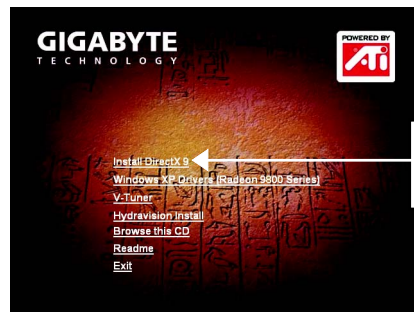 GIGABYTE
TECHNOLOGY
POWERED BY
ATi
Install DirectX 9
Windows XP Drivers (Radeon 9800 Series)
V-Tuner
Hydravision Install
Browse this CD
Readme
Exit